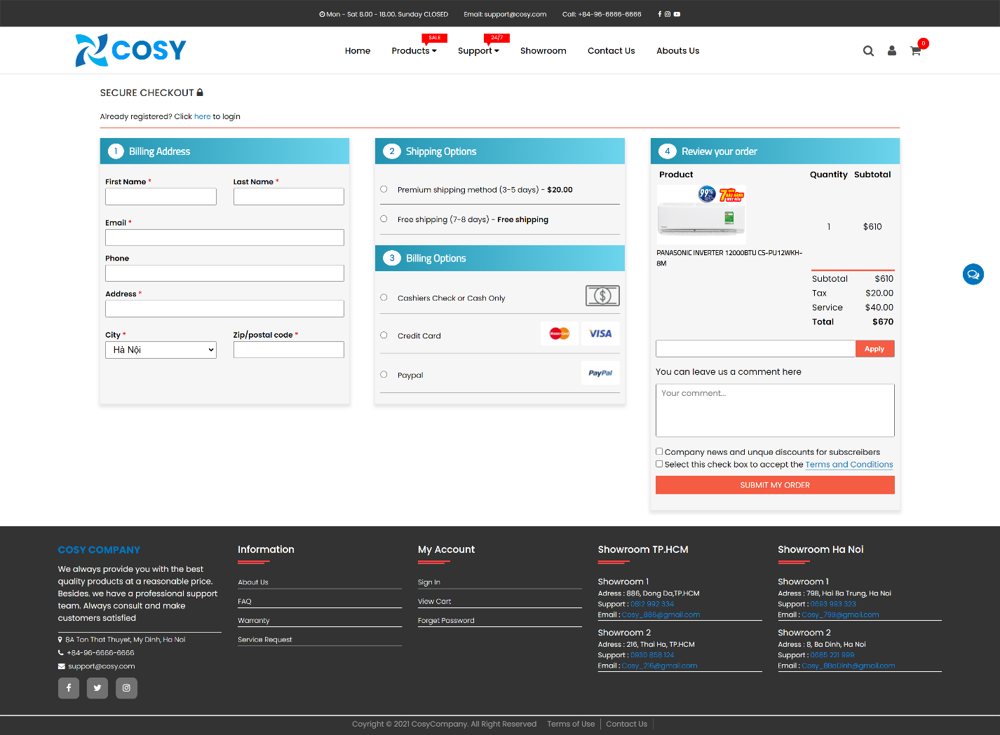 Mon - Sat 8.00 - 18.00. Sunday CLOSED Email: support@cosy.com Call: +84-96-6666-6666
COSY
SALE 24/7
Home Products Support Showroom Contact Us Abouts Us
0
SECURE CHECKOUT
Already registered? Click here to login
1 Billing Address
First Name * Last Name *
Email *
Phone
Address *
City * Zip/postal code *
Hà Nội
2 Shipping Options
Premium shipping method (3-5 days) - $20.00
Free shipping (7-8 days) - Free shipping
3 Billing Options
Cashiers Check or Cash Only
Credit Card MasterCard VISA
Paypal PayPal
4 Review your order
Product Quantity Subtotal
99% 7 NĂM BẢO HÀNH MÁY NÉN
1 $610
PANASONIC INVERTER 12000BTU CS-PU12WKH-
8M
Subtotal $610
Tax $20.00
Service $40.00
Total $670
Apply
You can leave us a comment here
Your comment...
Company news and unque discounts for subscreibers
Select this check box to accept the Terms and Conditions
SUBMIT MY ORDER
COSY COMPANY
We always provide you with the best
quality products at a reasonable price.
Besides. we have a professional support
team. Always consult and make
customers satisfied
8A Ton That Thuyet, My Dinh, Ha Noi
+84-96-6666-6666
support@cosy.com
Information
About Us
FAQ
Warranty
Service Request
My Account
Sign In
View Cart
Forget Password
Showroom TP.HCM
Showroom 1
Adress : 886, Dong Da,TP.HCM
Support : 0812 992 334
Email : Cosy_886@gmail.com
Showroom 2
Adress : 216, Thai Ha, TP.HCM
Support : 0930 858 124
Email : Cosy_216@gmail.com
Showroom Ha Noi
Showroom 1
Adress : 79B, Hai Ba Trung, Ha Noi
Support : 0693 993 323
Email : Cosy_79B@gmail.com
Showroom 2
Adress : 8, Ba Dinh, Ha Noi
Support : 0685 221 999
Email : Cosy_8BaDinh@gmail.com
Coyright © 2021 CosyCompany. All Right Reserved Terms of Use Contact Us